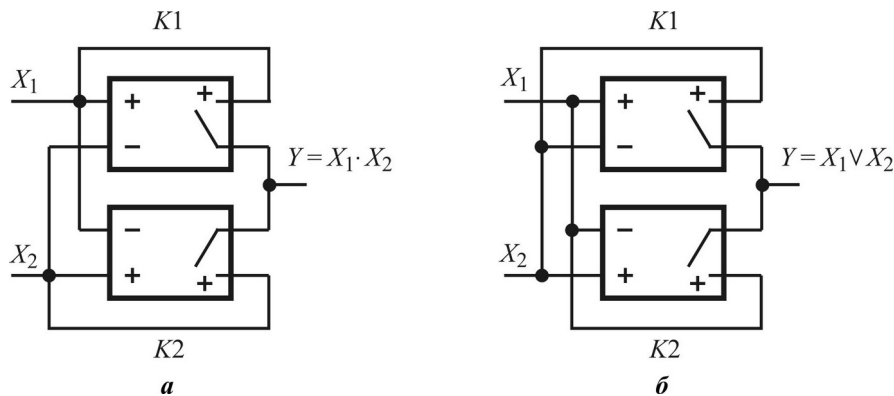 K1
X₁
+
+
−
Y = X₁ · X₂
−
X₂
+
+
K2
а
K1
X₁
+
+
−
Y = X₁ ∨ X₂
−
X₂
+
+
K2
б